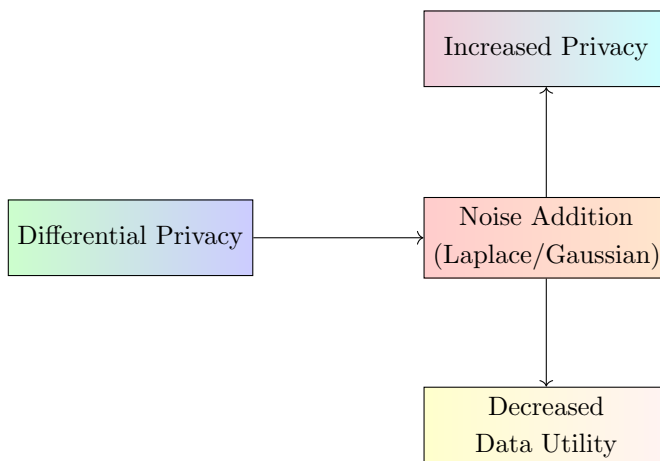 Increased Privacy
Differential Privacy
Noise Addition
(Laplace/Gaussian)
Decreased
Data Utility